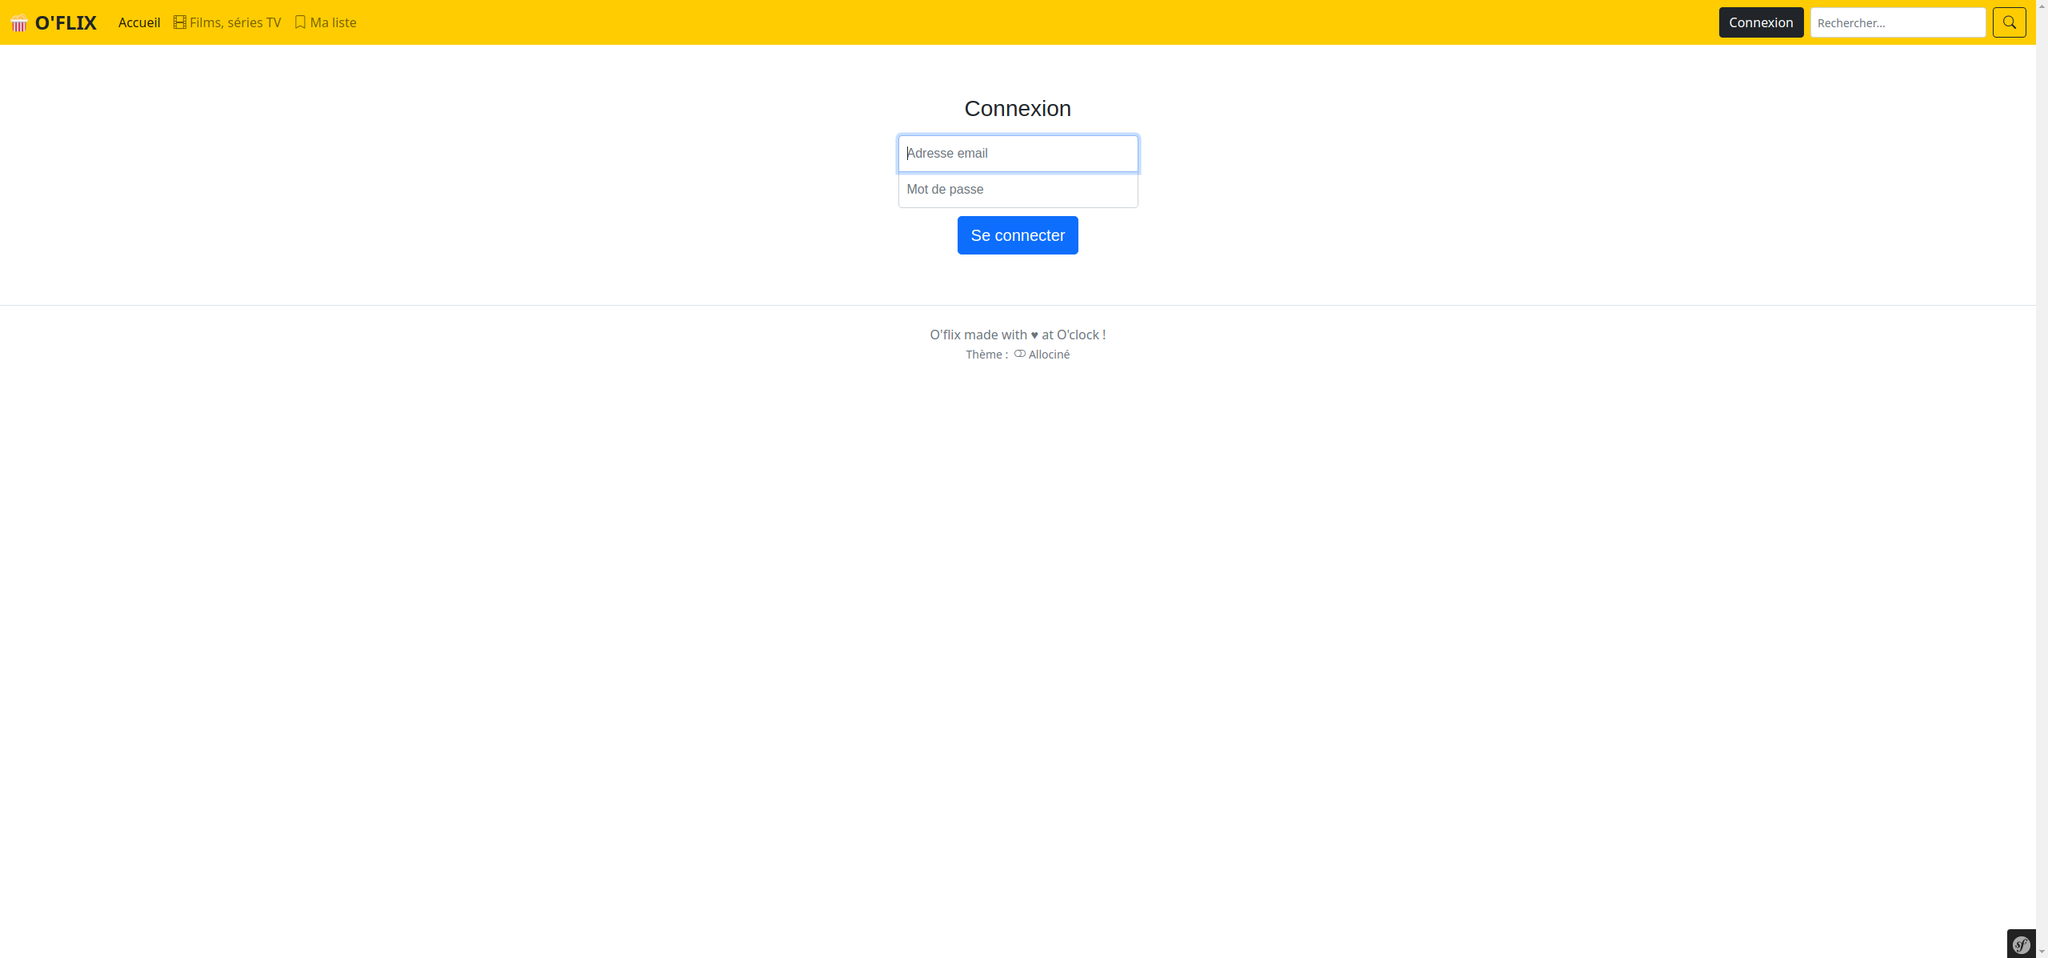 O'FLIX Accueil Films, séries TV Ma liste Connexion Rechercher...
Connexion
Adresse email
Mot de passe
Se connecter
O'flix made with ♥ at O'clock !
Thème : Allociné
sf